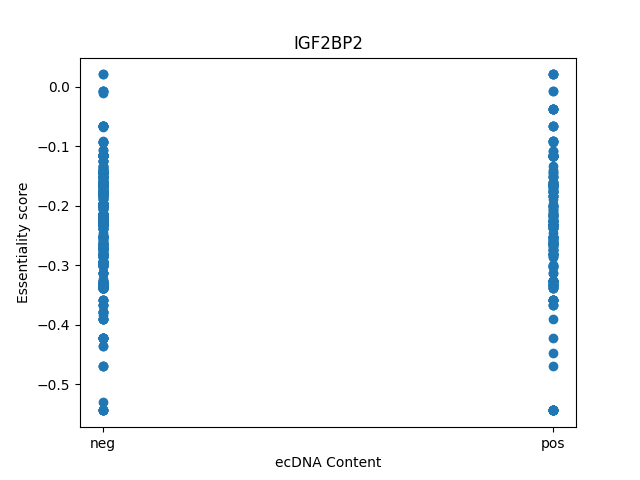 IGF2BP2
Essentiality score
0.0
−0.1
−0.2
−0.3
−0.4
−0.5
neg
pos
ecDNA Content